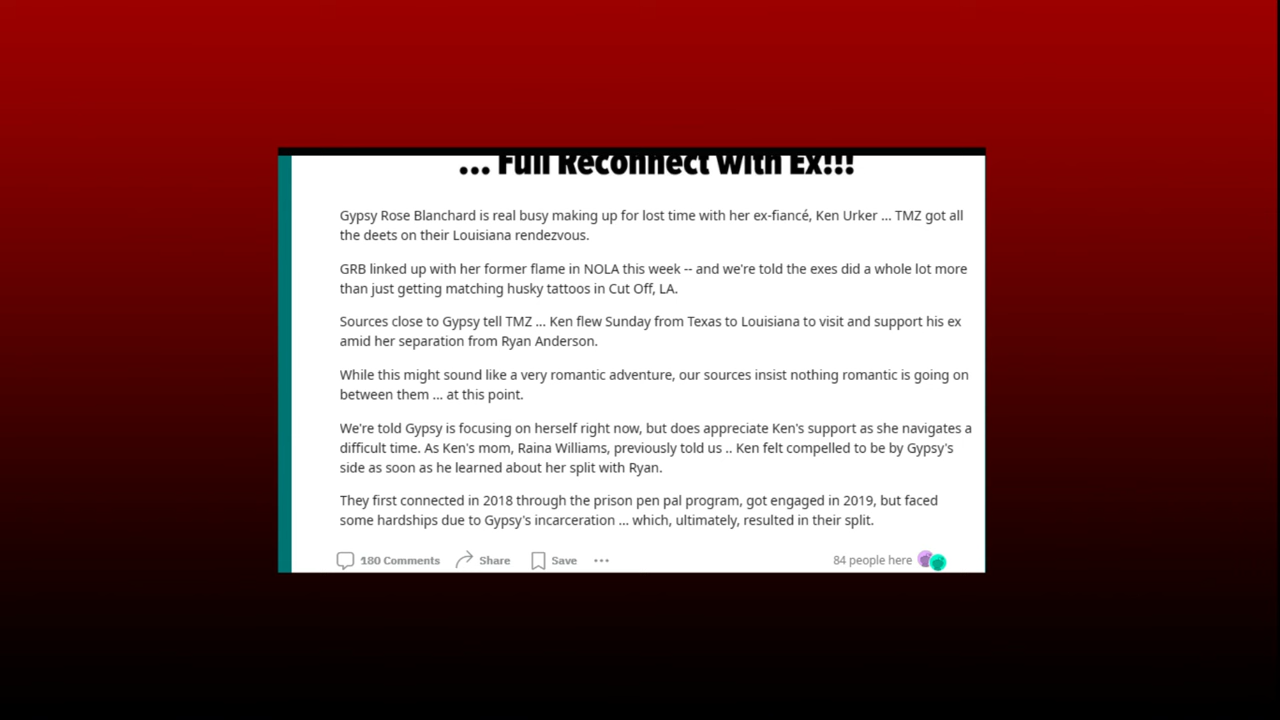 ... Full Reconnect with Ex!!!
Gypsy Rose Blanchard is real busy making up for lost time with her ex-fiancé, Ken Urker ... TMZ got all
the deets on their Louisiana rendezvous.
GRB linked up with her former flame in NOLA this week -- and we're told the exes did a whole lot more
than just getting matching husky tattoos in Cut Off, LA.
Sources close to Gypsy tell TMZ ... Ken flew Sunday from Texas to Louisiana to visit and support his ex
amid her separation from Ryan Anderson.
While this might sound like a very romantic adventure, our sources insist nothing romantic is going on
between them ... at this point.
We're told Gypsy is focusing on herself right now, but does appreciate Ken's support as she navigates a
difficult time. As Ken's mom, Raina Williams, previously told us .. Ken felt compelled to be by Gypsy's
side as soon as he learned about her split with Ryan.
They first connected in 2018 through the prison pen pal program, got engaged in 2019, but faced
some hardships due to Gypsy's incarceration ... which, ultimately, resulted in their split.
180 Comments Share Save ... 84 people here